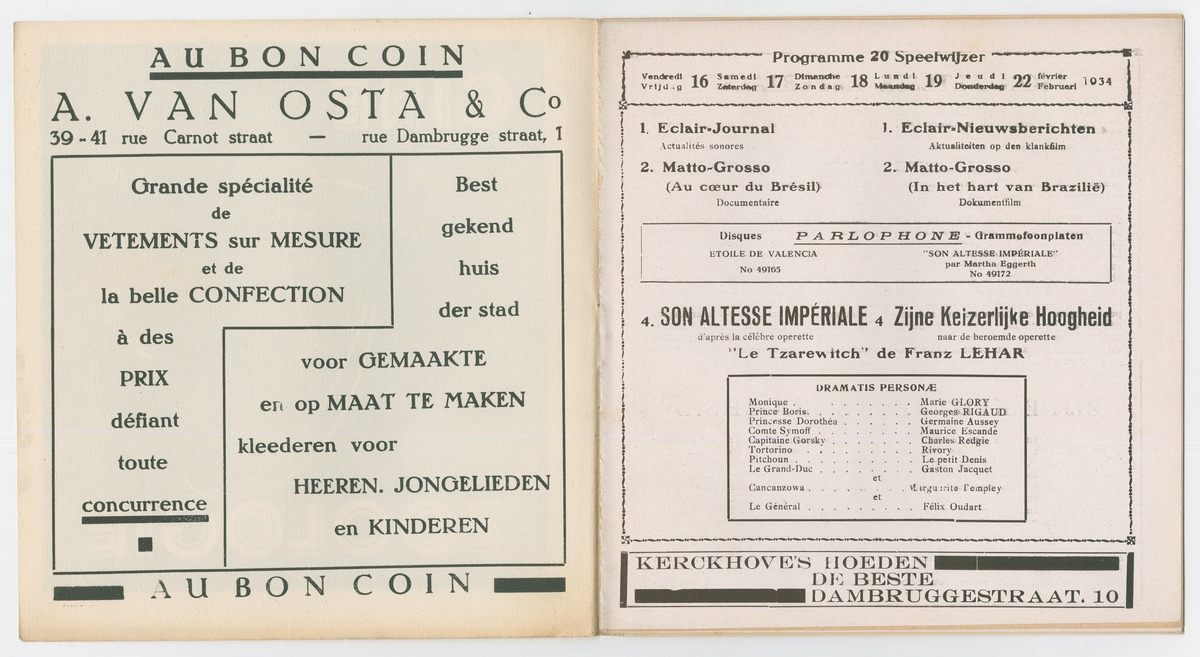 AU BON COIN
A. VAN OSTA & Co
39-41 rue Carnot straat — rue Dambrugge straat, 1
Grande spécialité
de
VETEMENTS sur MESURE
et de
la belle CONFECTION
à des
PRIX
défiant
toute
concurrence
Best
gekend
huis
der stad
voor GEMAAKTE
en op MAAT TE MAKEN
kleederen voor
HEEREN. JONGELIEDEN
en KINDEREN
AU BON COIN
Programme 20 Speelwijzer
Vendredi 16 Samedi 17 Dimanche 18 Lundi 19 Jeudi 22 février 1934
Vrijdag Zaterdag Zondag Maandag Donderdag Februari
1. Eclair-Journal
Actualités sonores
2. Matto-Grosso
(Au cœur du Brésil)
Documentaire
1. Eclair-Nieuwsberichten
Aktualiteiten op den klankfilm
2. Matto-Grosso
(In het hart van Brazilië)
Dokumentfilm
Disques PARLOPHONE - Grammofoonplaten
ETOILE DE VALENCIA
No 49165
"SON ALTESSE IMPÉRIALE"
par Martha Eggerth
No 49172
4. SON ALTESSE IMPÉRIALE 4 Zijne Keizerlijke Hoogheid
d'après la célèbre operette naar de beroemde operette
"Le Tzarewitch" de Franz LEHAR
DRAMATIS PERSONÆ
Monique . . . . . . . Marie GLORY
Prince Boris. . . . . . . . Georges RIGAUD
Princesse Dorothéa . . . . . . Germaine Aussey
Comte Symoff . . . . . . . Maurice Escande
Capitaine Gorsky . . . . . . Charles Redgie
Tortorino . . . . . . . Rivory
Pitchoun . . . . . . . . Le petit Denis
Le Grand-Duc . . . . . . . Gaston Jacquet
et
Cancanzowa . . . . . . . Marguerite Templey
et
Le Général . . . . . . . . Félix Oudart
KERCKHOVE'S HOEDEN
DE BESTE
DAMBRUGGESTRAAT. 10